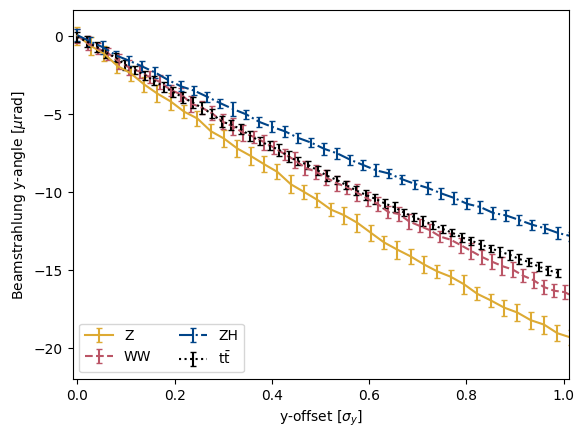 0
−5
−10
−15
−20
Beamstrahlung y-angle [μrad]
Z
WW
ZH
tt̄
0.0 0.2 0.4 0.6 0.8 1.0
y-offset [σy]